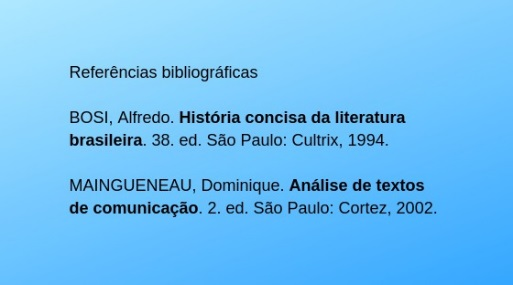 Referências bibliográficas
BOSI, Alfredo. História concisa da literatura
brasileira. 38. ed. São Paulo: Cultrix, 1994.
MAINGUENEAU, Dominique. Análise de textos
de comunicação. 2. ed. São Paulo: Cortez, 2002.